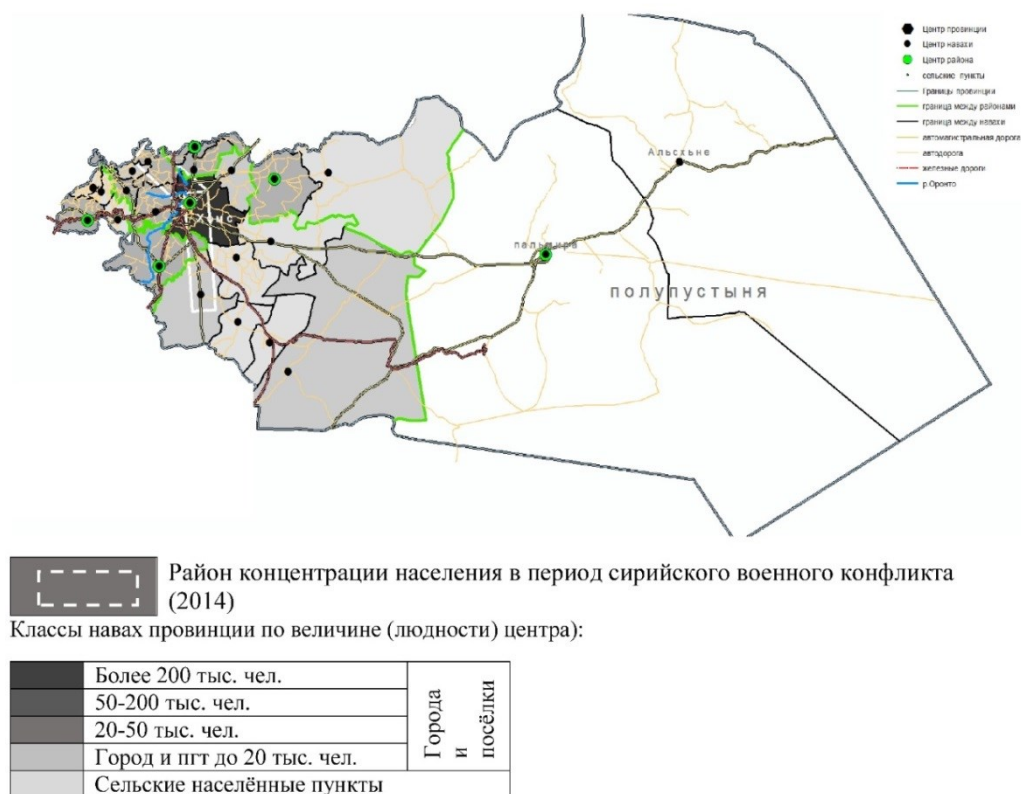 Центр провинции
Центр навахи
Центр района
сельские пункты
Границы провинции
граница между районами
граница между навахи
автомагистральная дорога
автодорога
железные дороги
р.Оронто
Альсхьне
пальмира
полупустыня
Район концентрации населения в период сирийского военного конфликта
(2014)
Классы навах провинции по величине (людности) центра):
Более 200 тыс. чел.
50-200 тыс. чел.
20-50 тыс. чел.
Город и пгт до 20 тыс. чел.
Сельские населённые пункты
Города
и
посёлки